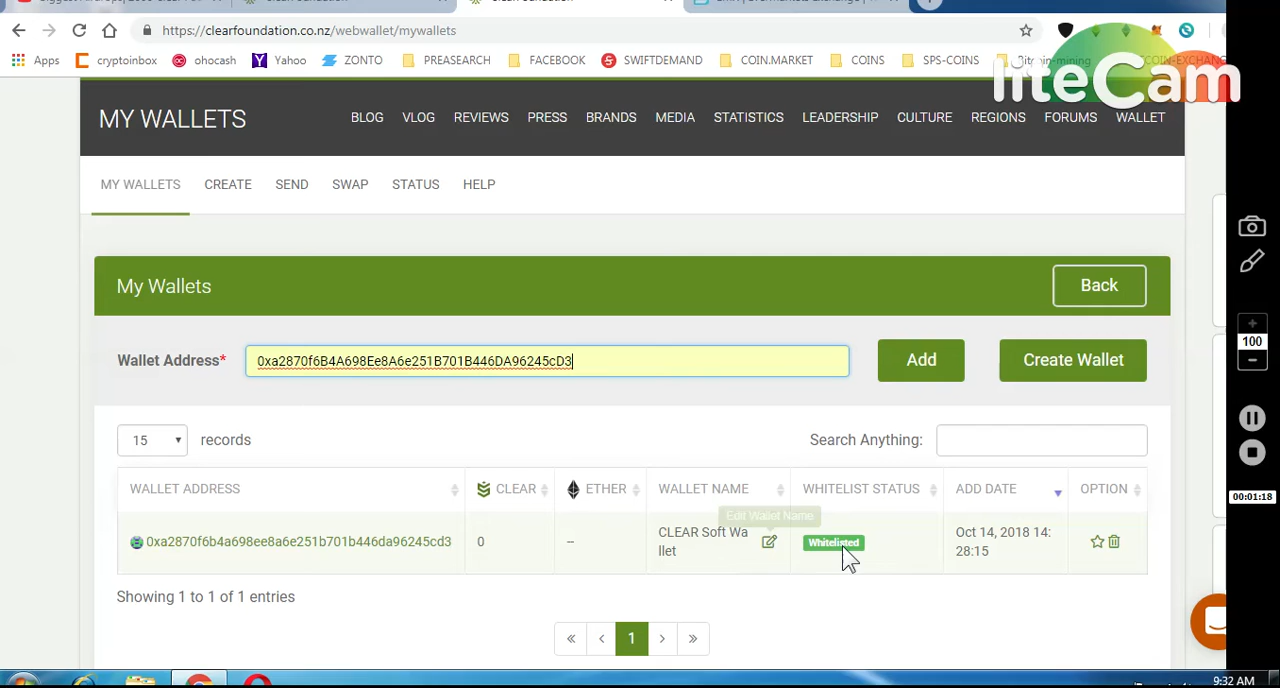 https://clearfoundation.co.nz/webwallet/mywallets
Apps cryptoinbox ohocash Yahoo ZONTO PREASEARCH FACEBOOK SWIFTDEMAND COIN.MARKET COINS SPS-COINS
liteCam
MY WALLETS BLOG VLOG REVIEWS PRESS BRANDS MEDIA STATISTICS LEADERSHIP CULTURE REGIONS FORUMS WALLET
MY WALLETS CREATE SEND SWAP STATUS HELP
My Wallets Back
Wallet Address* 0xa2870f6B4A698Ee8A6e251B701B446DA96245cD3 Add Create Wallet
100
15 records Search Anything:
WALLET ADDRESS CLEAR ETHER WALLET NAME WHITELIST STATUS ADD DATE OPTION
00:01:18
Edit Wallet Name
0xa2870f6b4a698ee8a6e251b701b446da96245cd3 0 -- CLEAR Soft Wa
llet Whitelisted Oct 14, 2018 14:
28:15
Showing 1 to 1 of 1 entries
« ‹ 1 › »
9:32 AM